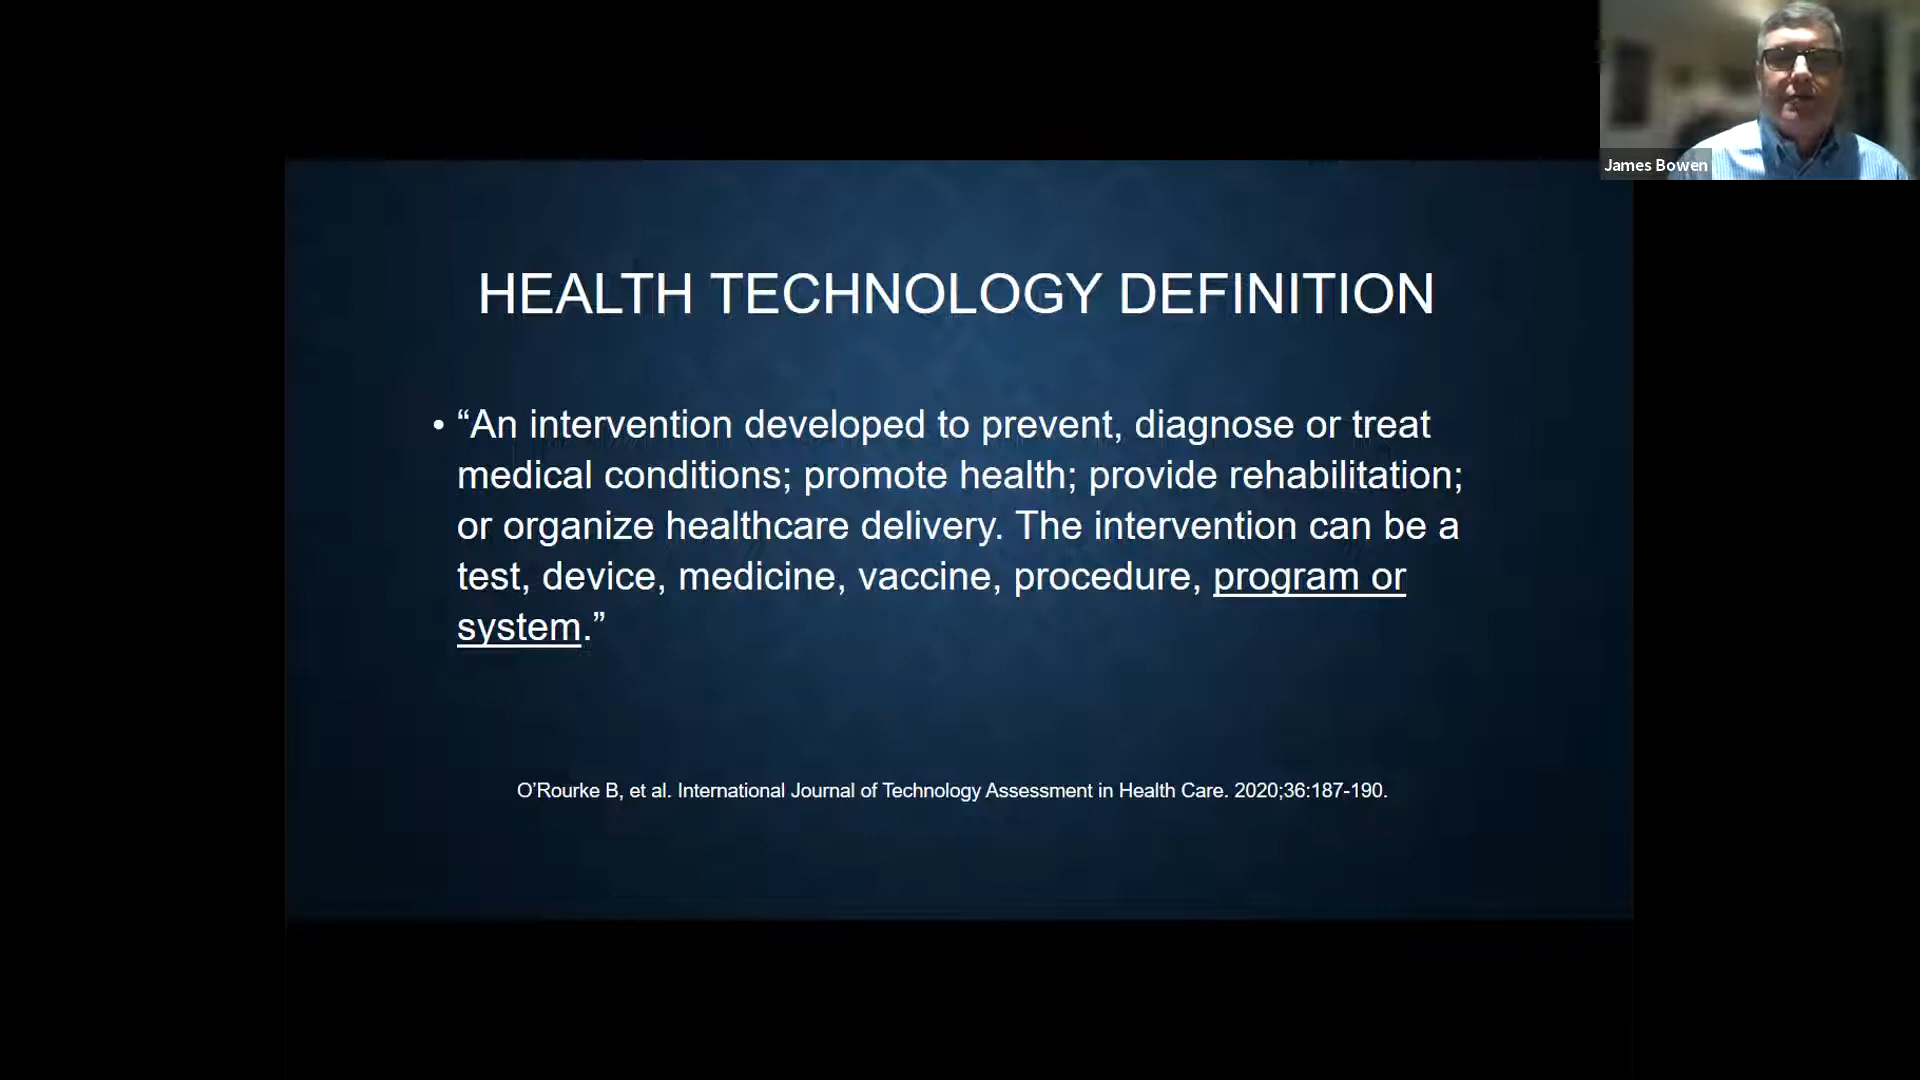 James Bowen
HEALTH TECHNOLOGY DEFINITION
• “An intervention developed to prevent, diagnose or treat
medical conditions; promote health; provide rehabilitation;
or organize healthcare delivery. The intervention can be a
test, device, medicine, vaccine, procedure, program or
system.”
O’Rourke B, et al. International Journal of Technology Assessment in Health Care. 2020;36:187-190.